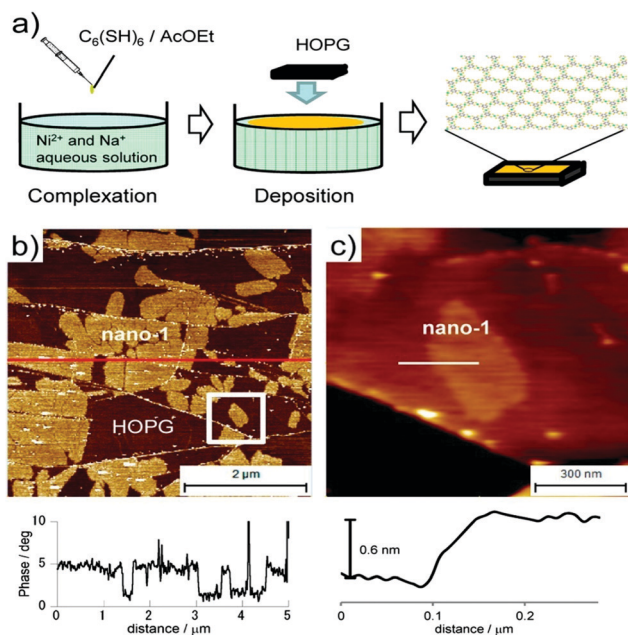 a)
C₆(SH)₆ / AcOEt
HOPG
Ni²⁺ and Na⁺
aqueous solution
Complexation
Deposition
b)
nano-1
HOPG
2 μm
c)
nano-1
300 nm
10
5
0
Phase / deg
0 1 2 3 4 5
distance / μm
0.6 nm
0 0.1 0.2
distance / μm